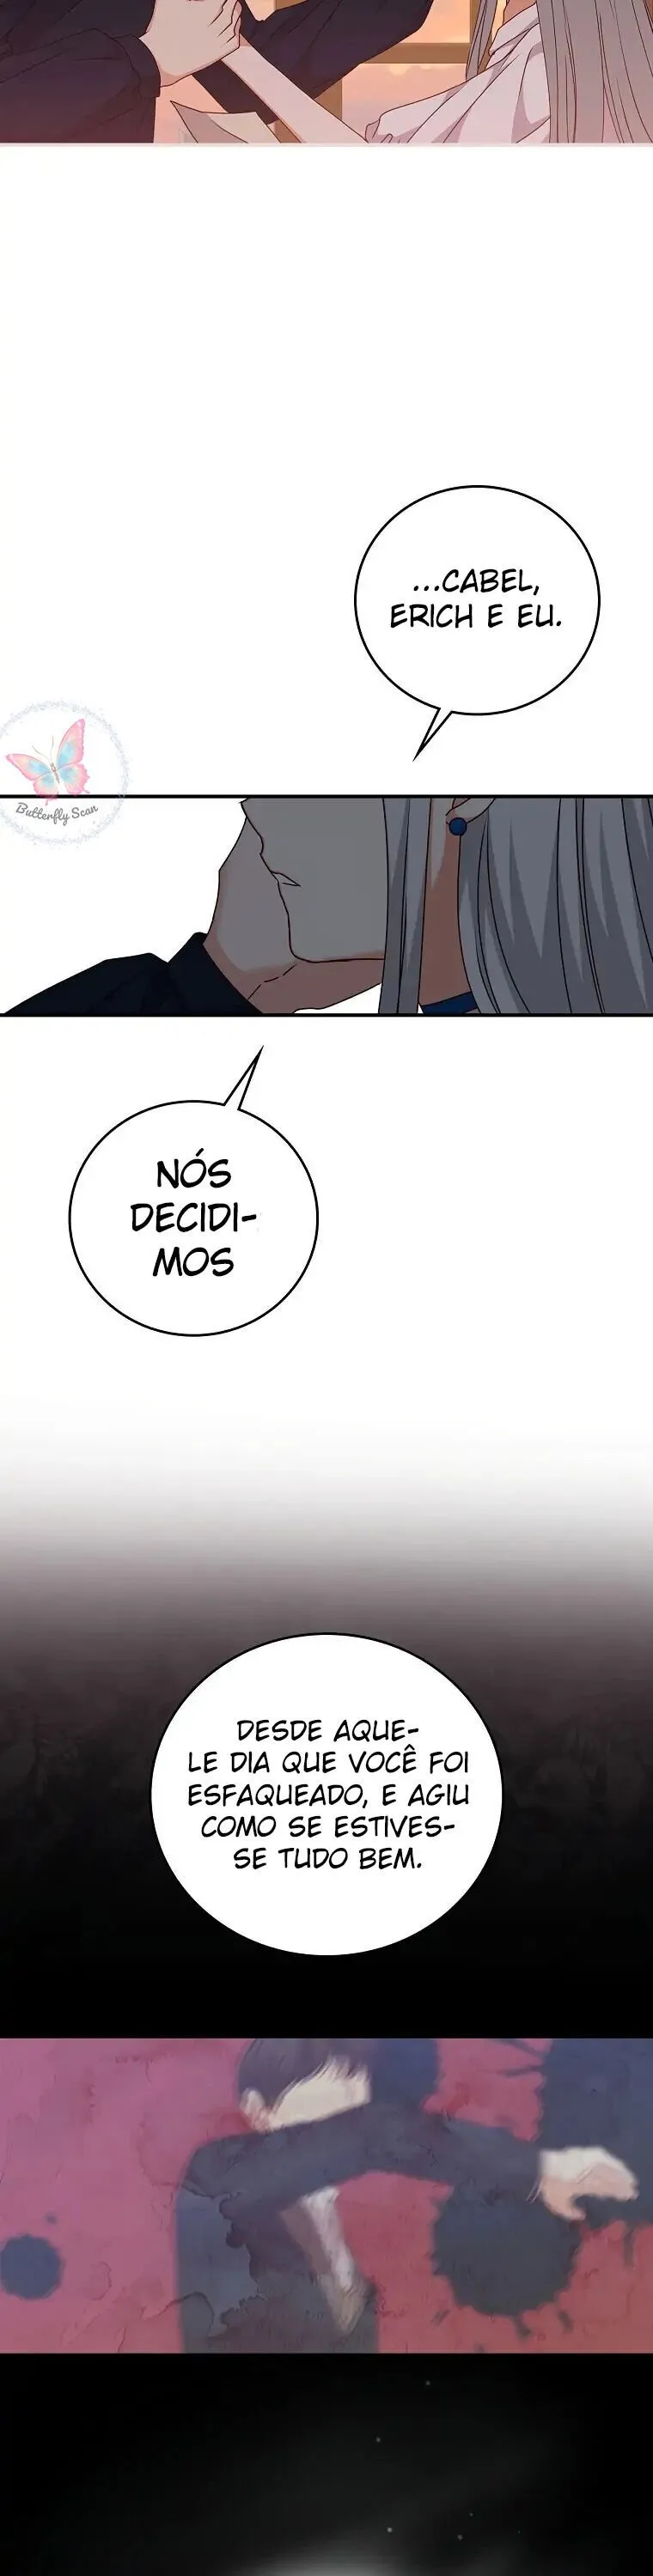 ...CABEL,
ERICH E EU.
Butterfly Scan
NÓS
DECIDI-
MOS
DESDE AQUE-
LE DIA QUE VOCÊ FOI
ESFAQUEADO, E AGIU
COMO SE ESTIVES-
SE TUDO BEM.